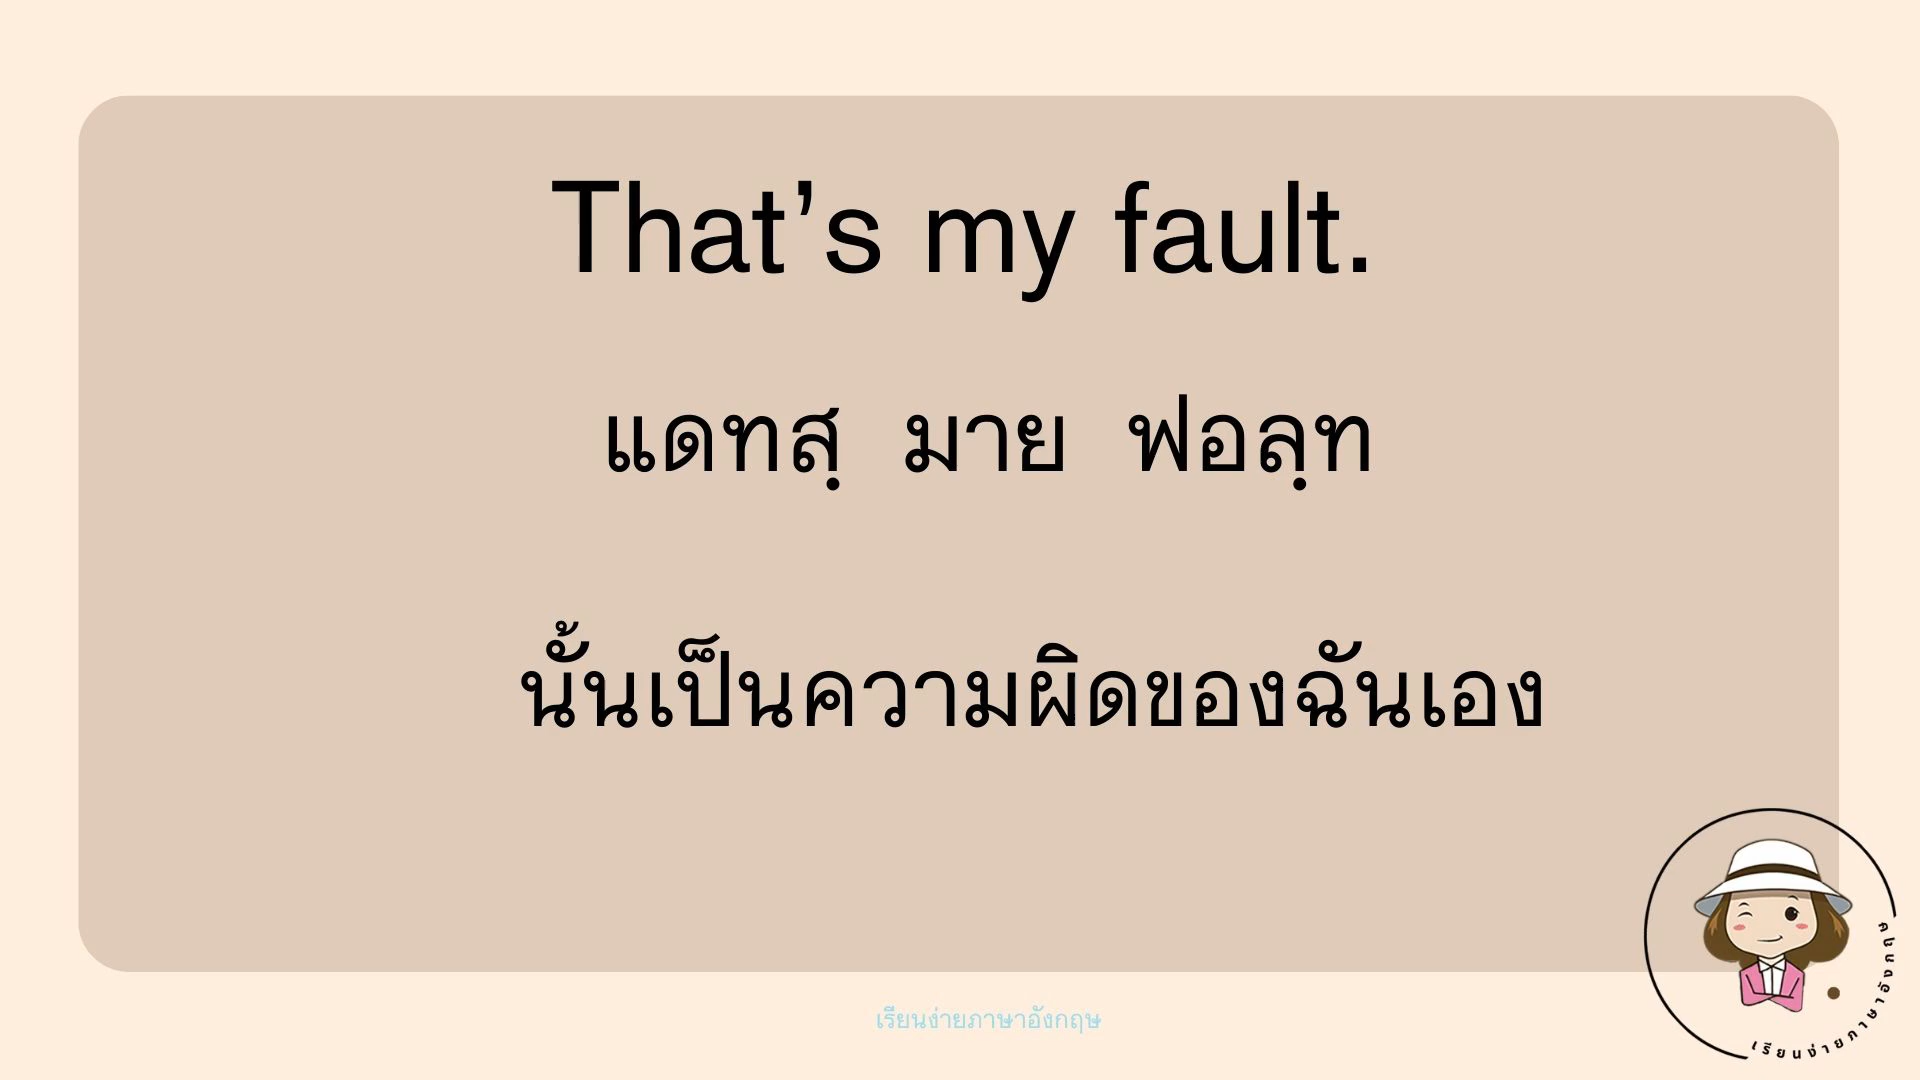 That’s my fault.
แดทสฺ มาย ฟอลฺท
นั้นเป็นความผิดของฉันเอง
เรียนง่ายภาษาอังกฤษ
เรียนง่ายภาษาอังกฤษ